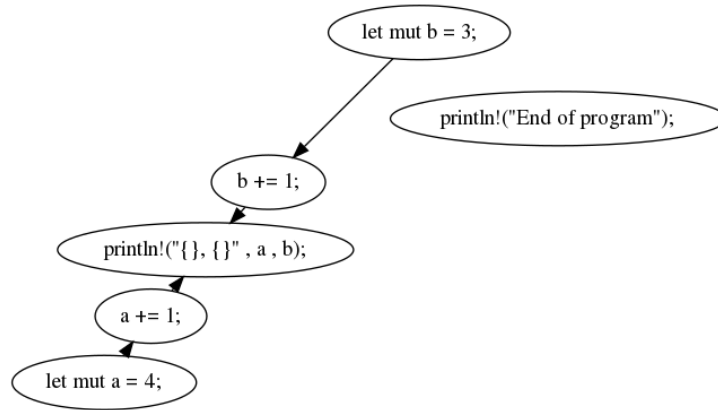 let mut b = 3;
println!("End of program");
b += 1;
println!("{}, {}" , a , b);
a += 1;
let mut a = 4;